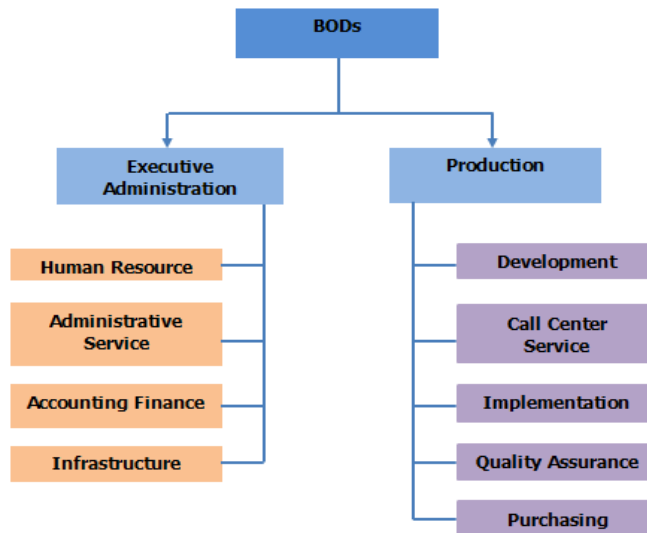 BODs
Executive
Administration
Production
Human Resource
Administrative
Service
Accounting Finance
Infrastructure
Development
Call Center
Service
Implementation
Quality Assurance
Purchasing